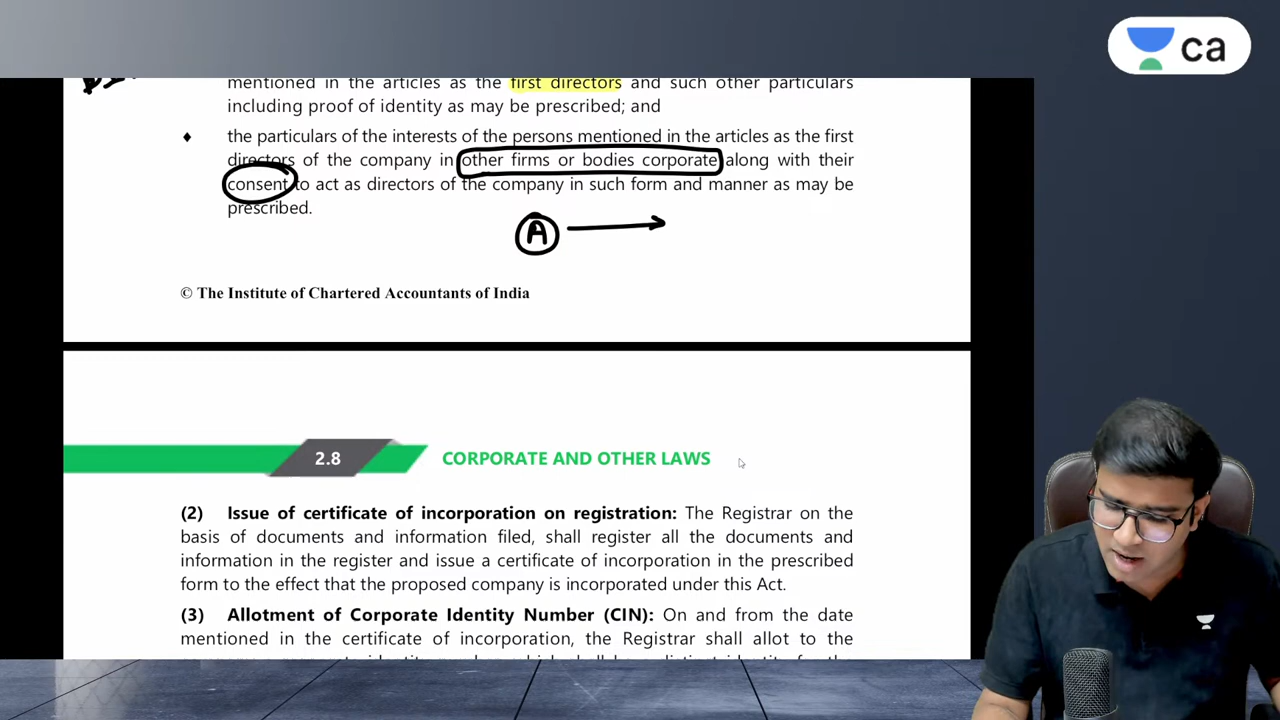 ca
mentioned in the articles as the first directors and such other particulars
including proof of identity as may be prescribed; and
♦ the particulars of the interests of the persons mentioned in the articles as the first
directors of the company in other firms or bodies corporate along with their
consent to act as directors of the company in such form and manner as may be
prescribed.
A
© The Institute of Chartered Accountants of India
2.8 CORPORATE AND OTHER LAWS
(2) Issue of certificate of incorporation on registration: The Registrar on the
basis of documents and information filed, shall register all the documents and
information in the register and issue a certificate of incorporation in the prescribed
form to the effect that the proposed company is incorporated under this Act.
(3) Allotment of Corporate Identity Number (CIN): On and from the date
mentioned in the certificate of incorporation, the Registrar shall allot to the